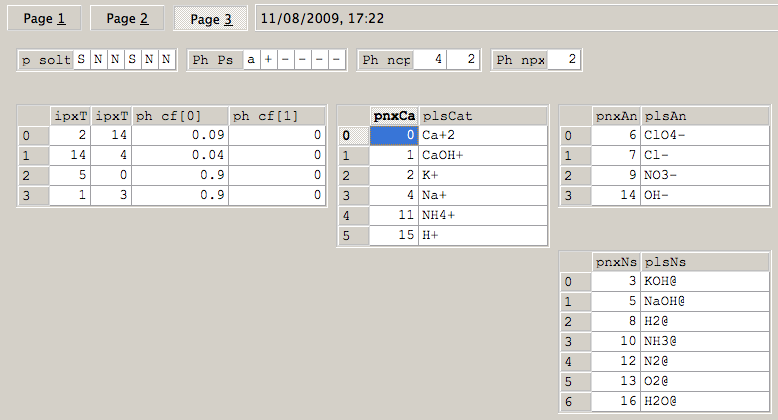 Page 1 Page 2 Page 3 11/08/2009, 17:22
p solt S N N S N N Ph Ps a + - - - - Ph ncp 4 2 Ph npx 2
ipxT ipxT ph cf[0] ph cf[1]
0 2 14 0.09 0
1 14 4 0.04 0
2 5 0 0.9 0
3 1 3 0.9 0
pnxCa plsCat
0 0 Ca+2
1 1 CaOH+
2 2 K+
3 4 Na+
4 11 NH4+
5 15 H+
pnxAn plsAn
0 6 ClO4-
1 7 Cl-
2 9 NO3-
3 14 OH-
pnxNs plsNs
0 3 KOH@
1 5 NaOH@
2 8 H2@
3 10 NH3@
4 12 N2@
5 13 O2@
6 16 H2O@